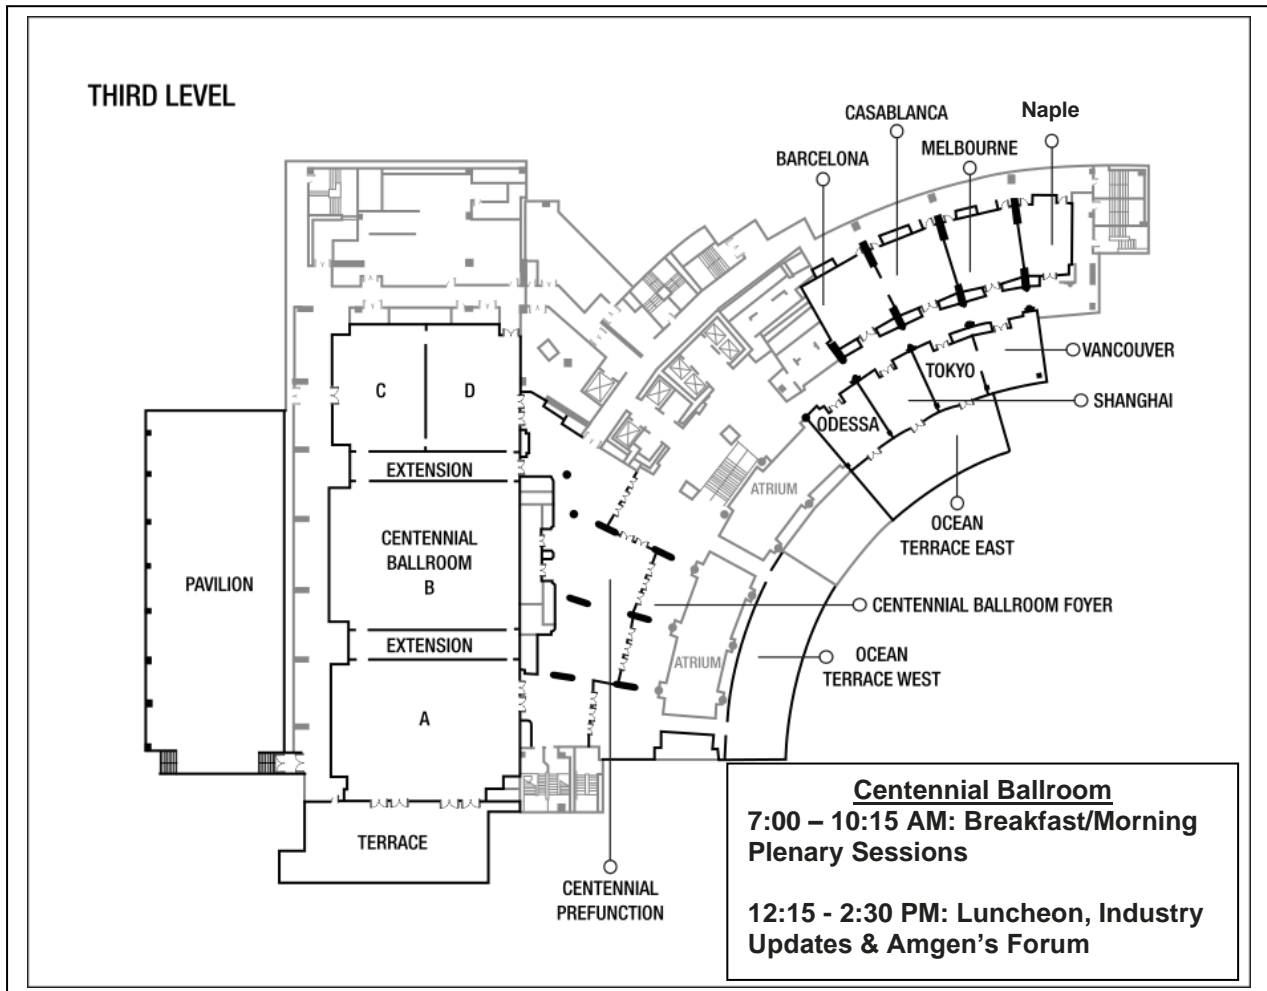 THIRD LEVEL
Naple
CASABLANCA
MELBOURNE
BARCELONA
VANCOUVER
TOKYO
SHANGHAI
ODESSA
C
D
EXTENSION
ATRIUM
OCEAN
TERRACE EAST
CENTENNIAL
BALLROOM
B
PAVILION
CENTENNIAL BALLROOM FOYER
EXTENSION
OCEAN
TERRACE WEST
ATRIUM
A
TERRACE
CENTENNIAL
PREFUNCTION
Centennial Ballroom
7:00 – 10:15 AM: Breakfast/Morning
Plenary Sessions
12:15 - 2:30 PM: Luncheon, Industry
Updates & Amgen’s Forum